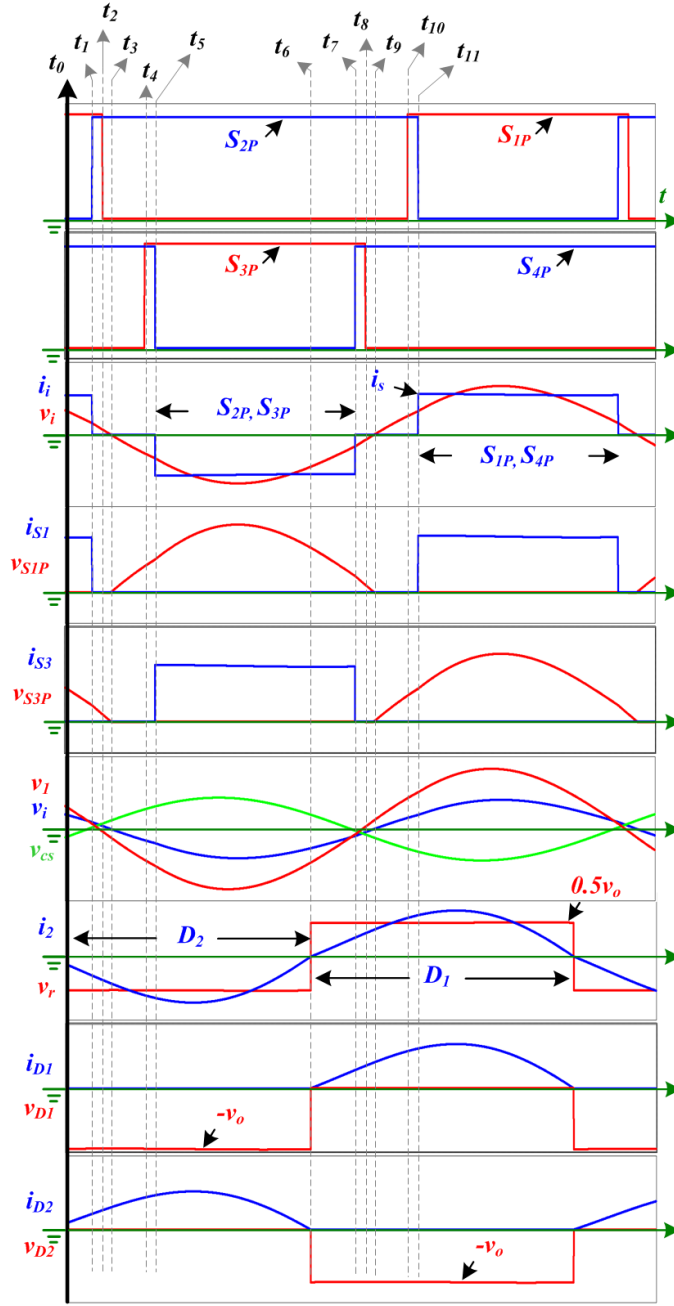 t8
t2 t7 t10
t1 t3 t5 t6 t9 t11
t0 t4
S2P S1P
t
S3P S4P
ii is
vi S2P, S3P
S1P, S4P
iS1
vS1P
iS3
vS3P
v1
vi
vcs
i2 D2 0.5vo
vr D1
iD1
vD1 -vo
iD2
vD2 -vo